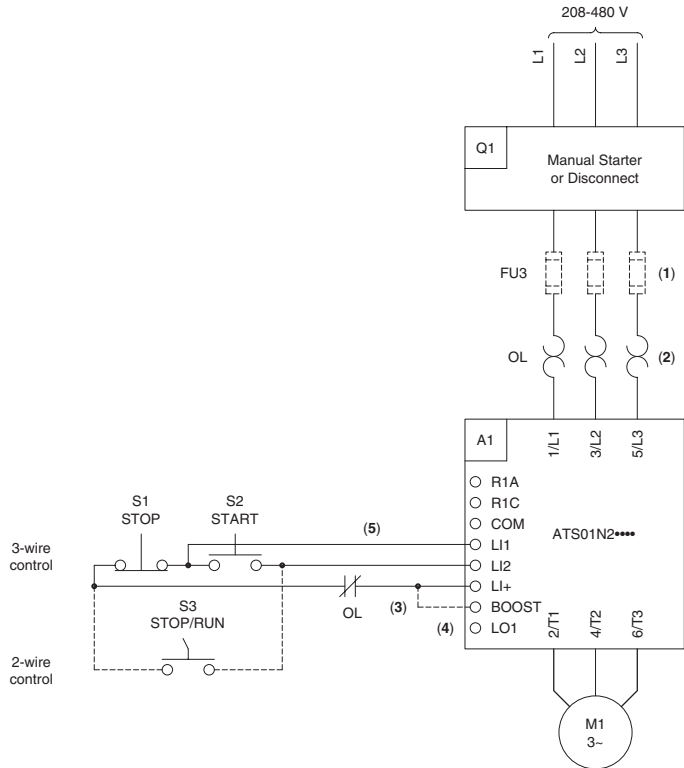 208-480 V
L1
L2
L3
Q1
Manual Starter
or Disconnect
FU3
(1)
OL
(2)
A1
1/L1
3/L2
5/L3
R1A
R1C
COM
LI1
LI2
LI+
BOOST
LO1
ATS01N2••••
S1
STOP
S2
START
(5)
3-wire
control
OL
(3)
(4)
S3
STOP/RUN
2-wire
control
2/T1
4/T2
6/T3
M1
3~